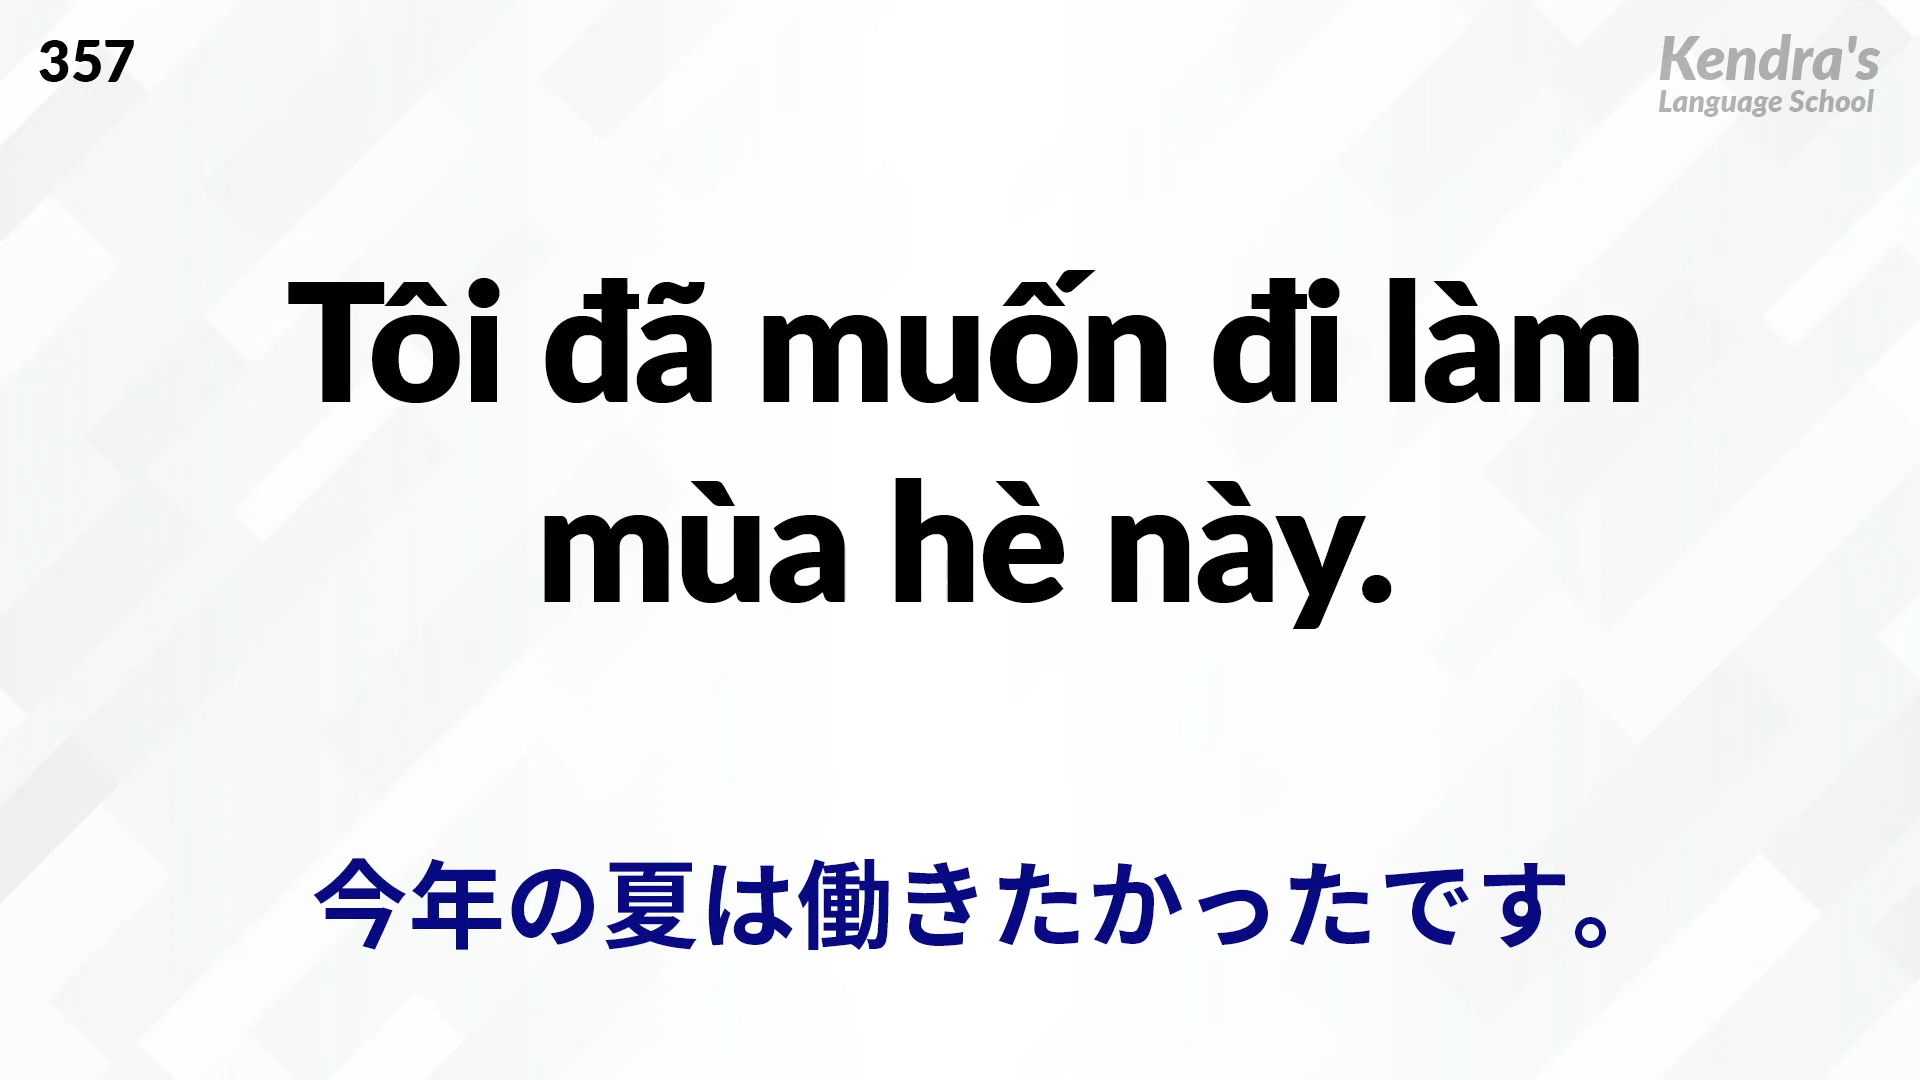 357
Kendra's
Language School
Tôi đã muốn đi làm
mùa hè này.
今年の夏は働きたかったです。